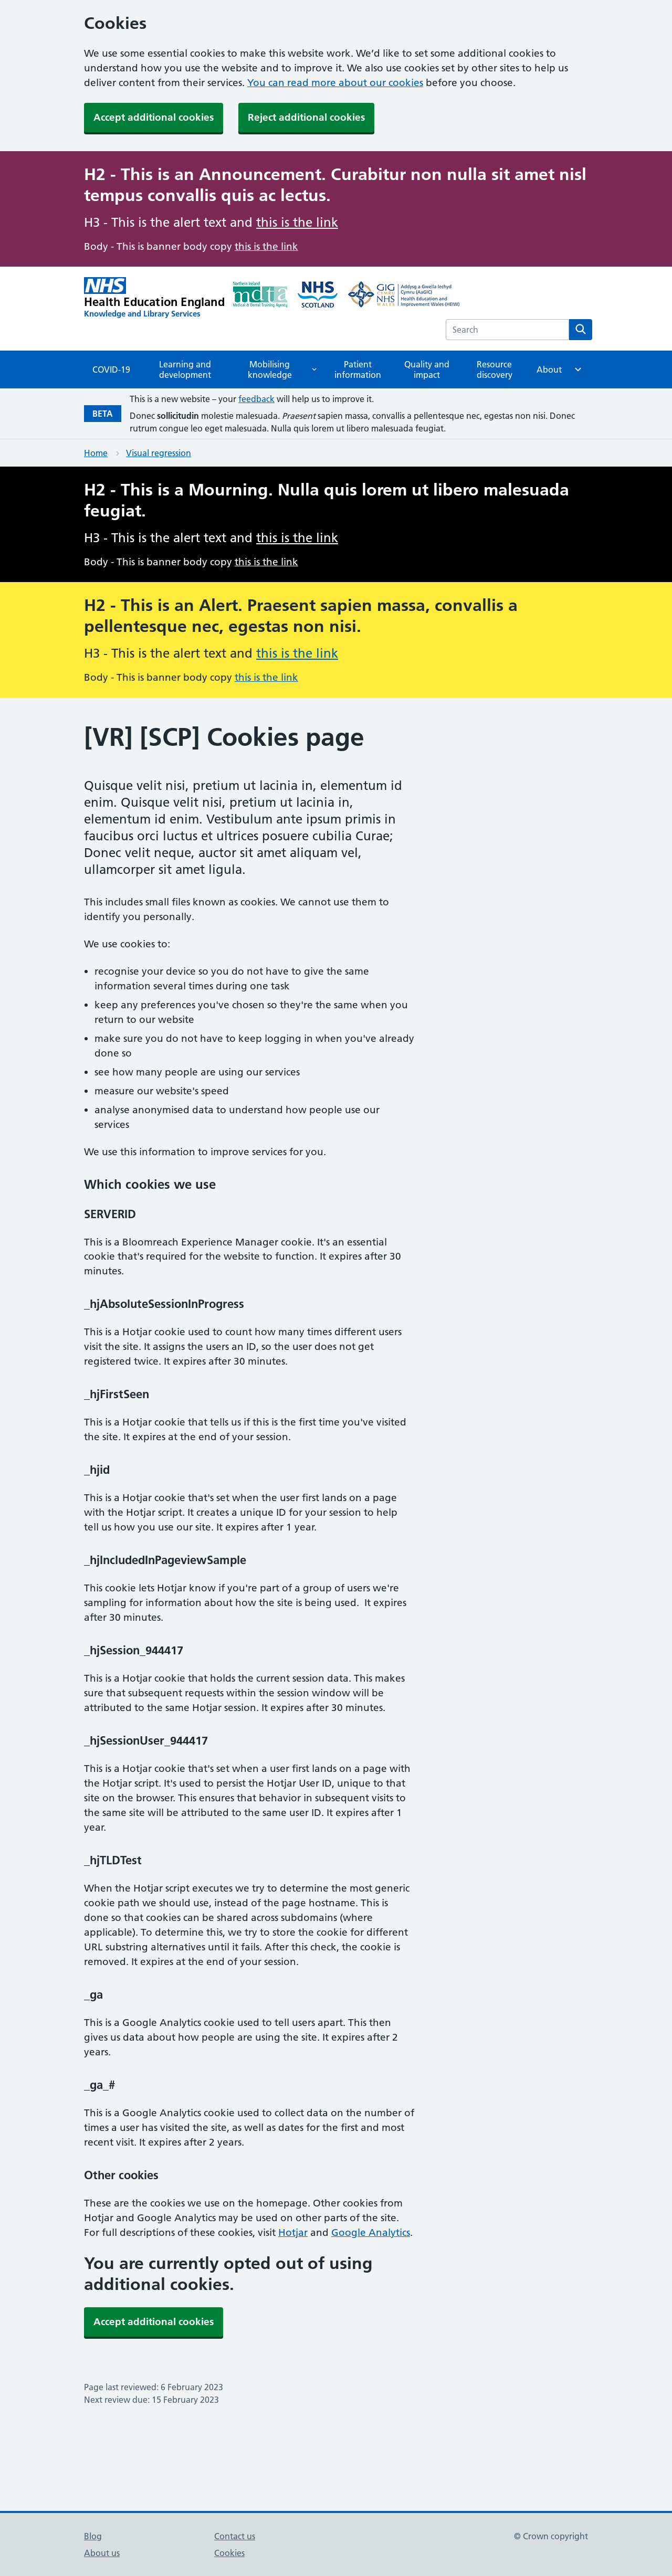 Cookies
We use some essential cookies to make this website work. We’d like to set some additional cookies to
understand how you use the website and to improve it. We also use cookies set by other sites to help us
deliver content from their services. You can read more about our cookies before you choose.
Accept additional cookies
Reject additional cookies
H2 - This is an Announcement. Curabitur non nulla sit amet nisl
tempus convallis quis ac lectus.
H3 - This is the alert text and this is the link
Body - This is banner body copy this is the link
NHS
Health Education England
Knowledge and Library Services
Northern Ireland
mdta
Medical & Dental Training Agency
NHS
SCOTLAND
GIG
CYMRU
NHS
WALES
Addysg a Gwella Iechyd
Cymru (AaGIC)
Health Education and
Improvement Wales (HEIW)
Search
COVID-19
Learning and
development
Mobilising
knowledge
Patient
information
Quality and
impact
Resource
discovery
About
BETA
This is a new website – your feedback will help us to improve it.
Donec sollicitudin molestie malesuada. Praesent sapien massa, convallis a pellentesque nec, egestas non nisi. Donec
rutrum congue leo eget malesuada. Nulla quis lorem ut libero malesuada feugiat.
Home
Visual regression
H2 - This is a Mourning. Nulla quis lorem ut libero malesuada
feugiat.
H3 - This is the alert text and this is the link
Body - This is banner body copy this is the link
H2 - This is an Alert. Praesent sapien massa, convallis a
pellentesque nec, egestas non nisi.
H3 - This is the alert text and this is the link
Body - This is banner body copy this is the link
[VR] [SCP] Cookies page
Quisque velit nisi, pretium ut lacinia in, elementum id
enim. Quisque velit nisi, pretium ut lacinia in,
elementum id enim. Vestibulum ante ipsum primis in
faucibus orci luctus et ultrices posuere cubilia Curae;
Donec velit neque, auctor sit amet aliquam vel,
ullamcorper sit amet ligula.
This includes small files known as cookies. We cannot use them to
identify you personally.
We use cookies to:
• recognise your device so you do not have to give the same
information several times during one task
• keep any preferences you've chosen so they're the same when you
return to our website
• make sure you do not have to keep logging in when you've already
done so
• see how many people are using our services
• measure our website's speed
• analyse anonymised data to understand how people use our
services
We use this information to improve services for you.
Which cookies we use
SERVERID
This is a Bloomreach Experience Manager cookie. It's an essential
cookie that's required for the website to function. It expires after 30
minutes.
_hjAbsoluteSessionInProgress
This is a Hotjar cookie used to count how many times different users
visit the site. It assigns the users an ID, so the user does not get
registered twice. It expires after 30 minutes.
_hjFirstSeen
This is a Hotjar cookie that tells us if this is the first time you've visited
the site. It expires at the end of your session.
_hjid
This is a Hotjar cookie that's set when the user first lands on a page
with the Hotjar script. It creates a unique ID for your session to help
tell us how you use our site. It expires after 1 year.
_hjIncludedInPageviewSample
This cookie lets Hotjar know if you're part of a group of users we're
sampling for information about how the site is being used.  It expires
after 30 minutes.
_hjSession_944417
This is a Hotjar cookie that holds the current session data. This makes
sure that subsequent requests within the session window will be
attributed to the same Hotjar session. It expires after 30 minutes.
_hjSessionUser_944417
This is a Hotjar cookie that's set when a user first lands on a page with
the Hotjar script. It's used to persist the Hotjar User ID, unique to that
site on the browser. This ensures that behavior in subsequent visits to
the same site will be attributed to the same user ID. It expires after 1
year.
_hjTLDTest
When the Hotjar script executes we try to determine the most generic
cookie path we should use, instead of the page hostname. This is
done so that cookies can be shared across subdomains (where
applicable). To determine this, we try to store the cookie for different
URL substring alternatives until it fails. After this check, the cookie is
removed. It expires at the end of your session.
_ga
This is a Google Analytics cookie used to tell users apart. This then
gives us data about how people are using the site. It expires after 2
years.
_ga_#
This is a Google Analytics cookie used to collect data on the number of
times a user has visited the site, as well as dates for the first and most
recent visit. It expires after 2 years.
Other cookies
These are the cookies we use on the homepage. Other cookies from
Hotjar and Google Analytics may be used on other parts of the site.
For full descriptions of these cookies, visit Hotjar and Google Analytics.
You are currently opted out of using
additional cookies.
Accept additional cookies
Page last reviewed: 6 February 2023
Next review due: 15 February 2023
Blog
Contact us
© Crown copyright
About us
Cookies